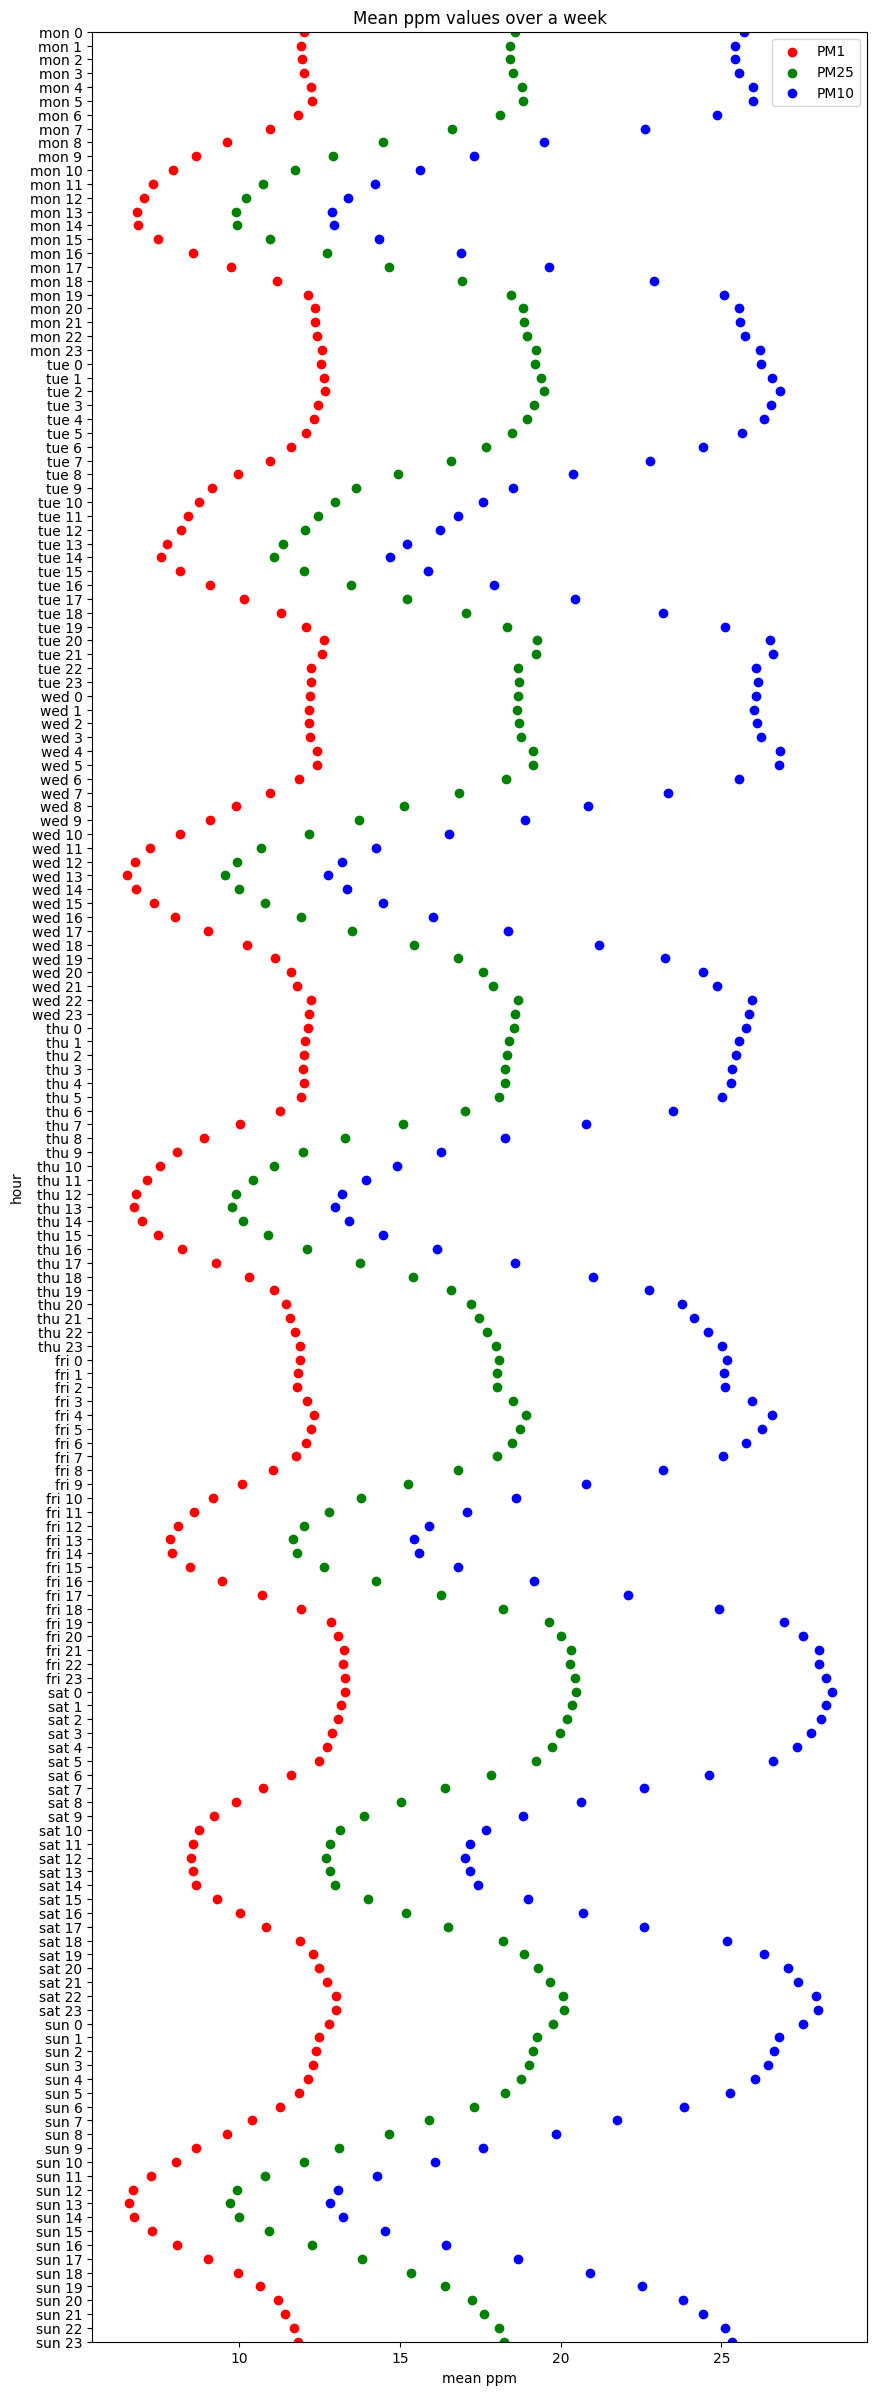 Mean ppm values over a week
PM1
PM25
PM10
mon 0
mon 1
mon 2
mon 3
mon 4
mon 5
mon 6
mon 7
mon 8
mon 9
mon 10
mon 11
mon 12
mon 13
mon 14
mon 15
mon 16
mon 17
mon 18
mon 19
mon 20
mon 21
mon 22
mon 23
tue 0
tue 1
tue 2
tue 3
tue 4
tue 5
tue 6
tue 7
tue 8
tue 9
tue 10
tue 11
tue 12
tue 13
tue 14
tue 15
tue 16
tue 17
tue 18
tue 19
tue 20
tue 21
tue 22
tue 23
wed 0
wed 1
wed 2
wed 3
wed 4
wed 5
wed 6
wed 7
wed 8
wed 9
wed 10
wed 11
wed 12
wed 13
wed 14
wed 15
wed 16
wed 17
wed 18
wed 19
wed 20
wed 21
wed 22
wed 23
thu 0
thu 1
thu 2
thu 3
thu 4
thu 5
thu 6
thu 7
thu 8
thu 9
thu 10
thu 11
thu 12
thu 13
thu 14
thu 15
thu 16
thu 17
thu 18
thu 19
thu 20
thu 21
thu 22
thu 23
fri 0
fri 1
fri 2
fri 3
fri 4
fri 5
fri 6
fri 7
fri 8
fri 9
fri 10
fri 11
fri 12
fri 13
fri 14
fri 15
fri 16
fri 17
fri 18
fri 19
fri 20
fri 21
fri 22
fri 23
sat 0
sat 1
sat 2
sat 3
sat 4
sat 5
sat 6
sat 7
sat 8
sat 9
sat 10
sat 11
sat 12
sat 13
sat 14
sat 15
sat 16
sat 17
sat 18
sat 19
sat 20
sat 21
sat 22
sat 23
sun 0
sun 1
sun 2
sun 3
sun 4
sun 5
sun 6
sun 7
sun 8
sun 9
sun 10
sun 11
sun 12
sun 13
sun 14
sun 15
sun 16
sun 17
sun 18
sun 19
sun 20
sun 21
sun 22
sun 23
hour
10 15 20 25
mean ppm